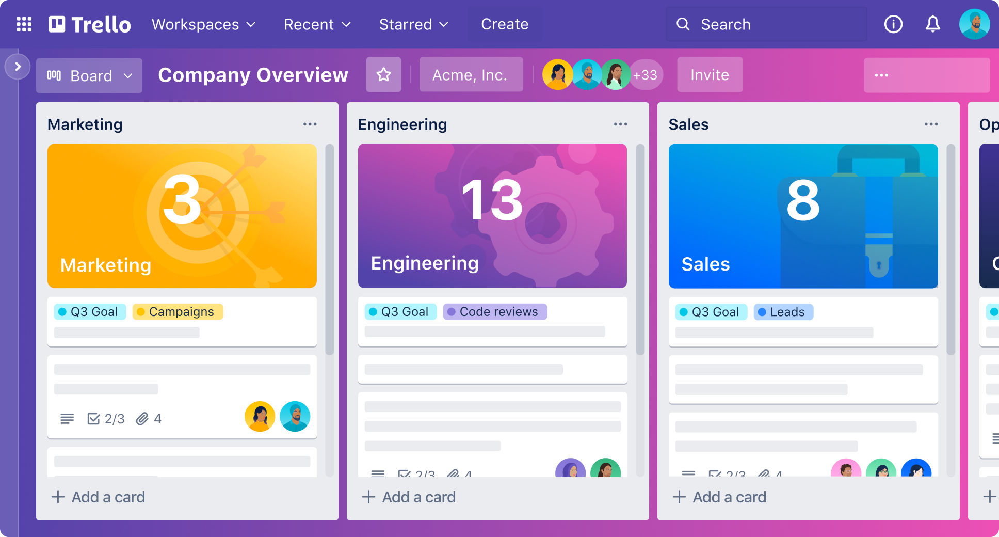 Trello
Workspaces
Recent
Starred
Create
Search
Board
Company Overview
Acme, Inc.
+33
Invite
Marketing
3
Marketing
Q3 Goal
Campaigns
2/3
4
Add a card
Engineering
13
Engineering
Q3 Goal
Code reviews
2/3
4
Add a card
Sales
8
Sales
Q3 Goal
Leads
2/3
4
Add a card
Op